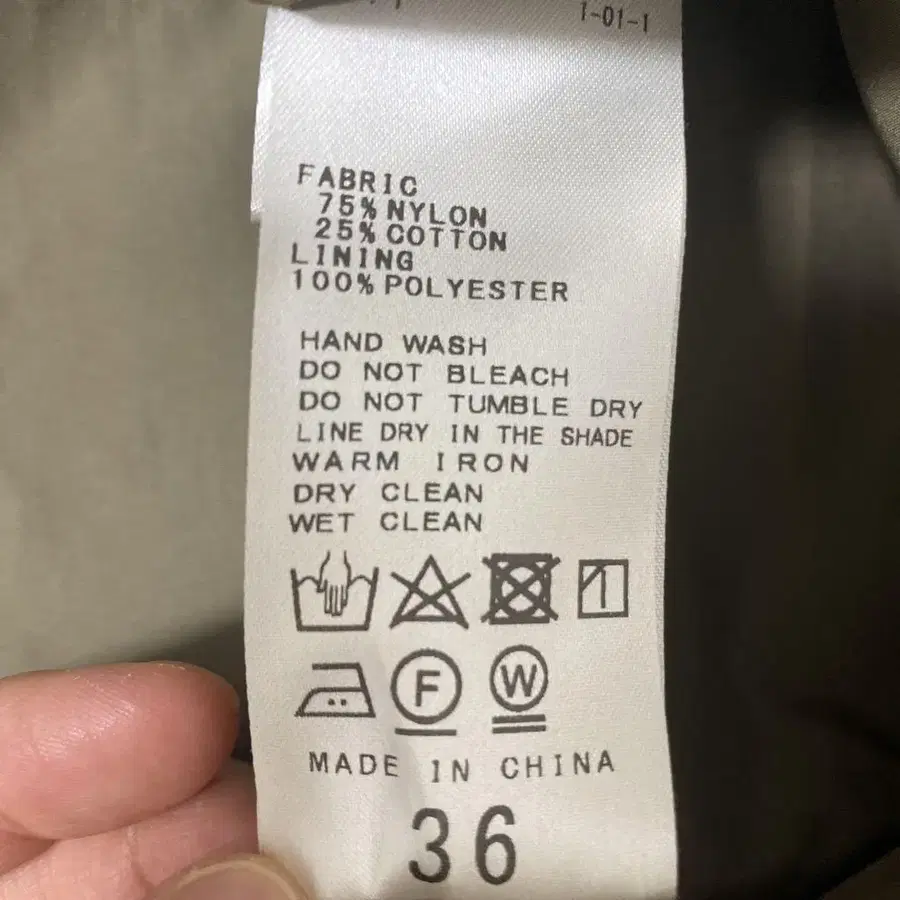 1-01-1
FABRIC
75% NYLON
25% COTTON
LINING
100% POLYESTER
HAND WASH
DO NOT BLEACH
DO NOT TUMBLE DRY
LINE DRY IN THE SHADE
WARM IRON
DRY CLEAN
WET CLEAN
F W
MADE IN CHINA
36